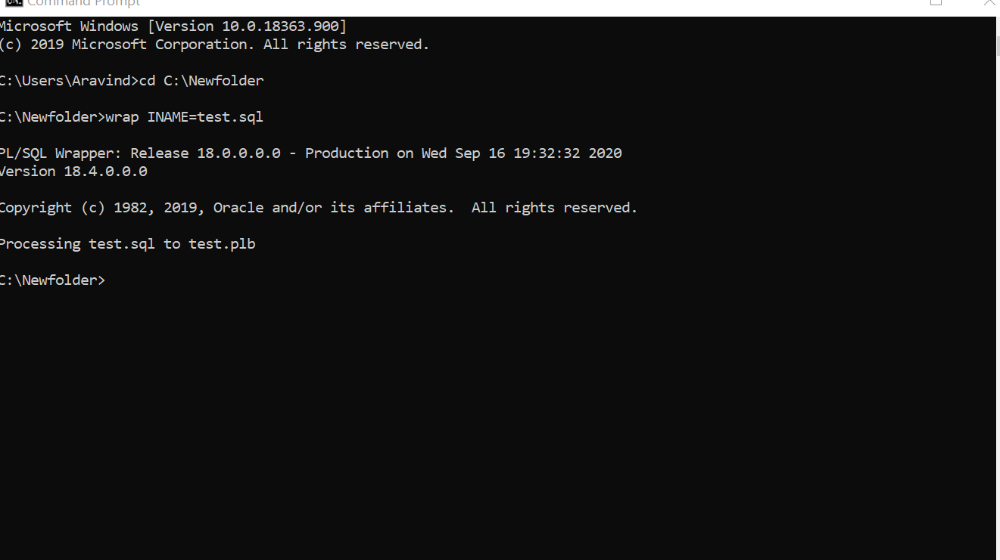 Command Prompt
Microsoft Windows [Version 10.0.18363.900]
(c) 2019 Microsoft Corporation. All rights reserved.
C:\Users\Aravind>cd C:\Newfolder
C:\Newfolder>wrap INAME=test.sql
PL/SQL Wrapper: Release 18.0.0.0.0 - Production on Wed Sep 16 19:32:32 2020
Version 18.4.0.0.0
Copyright (c) 1982, 2019, Oracle and/or its affiliates.  All rights reserved.
Processing test.sql to test.plb
C:\Newfolder>